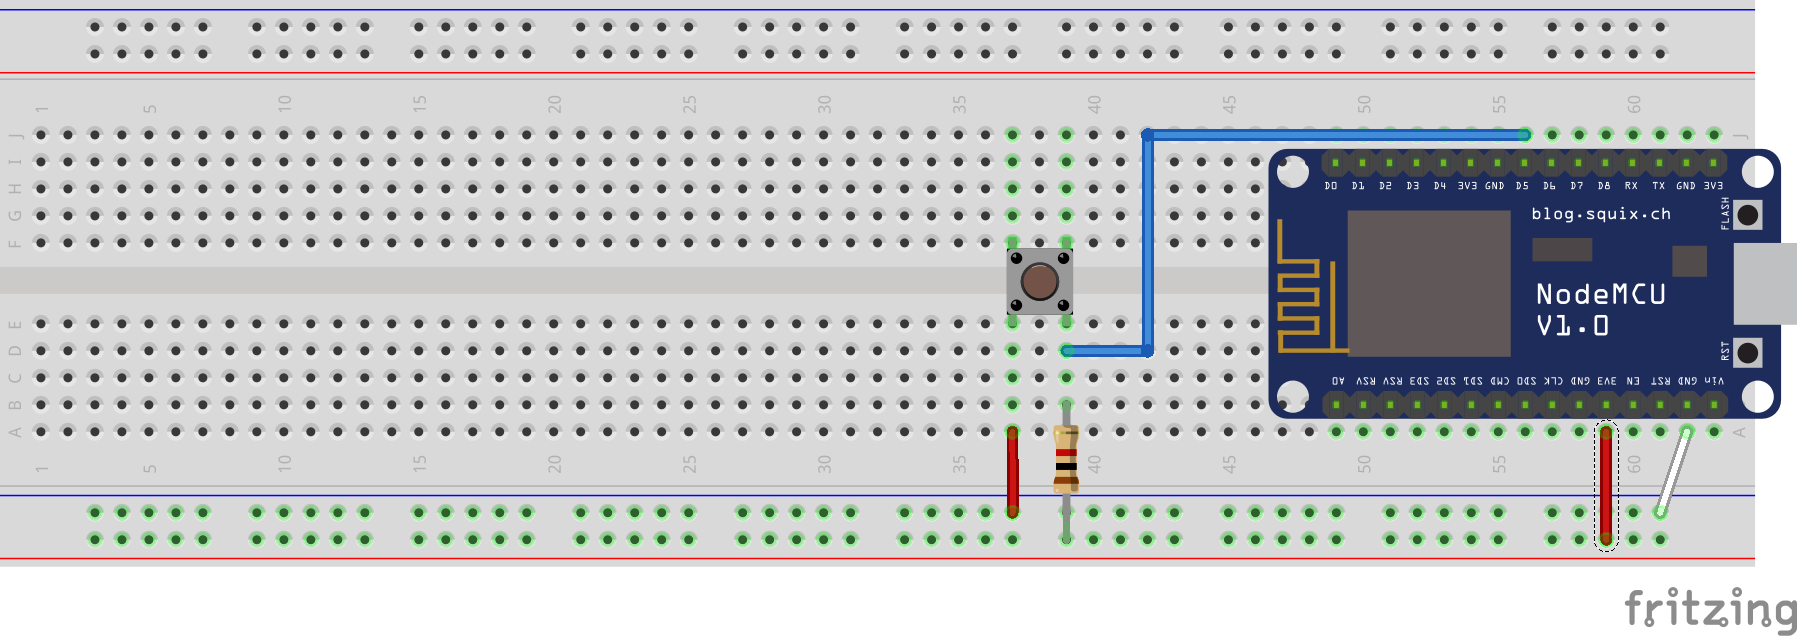 1 5 10 15 20 25 30 35 40 45 50 55 60
J J
I
H
G
F
D0 D1 D2 D3 D4 3V3 GND D5 D6 D7 D8 RX TX GND 3V3
blog.squix.ch
FLASH
NodeMCU
V1.0
RST
E
D
C
B
A A
A0 RSV RSV SD3 SD2 SD1 CMD SD0 CLK GND 3V3 EN RST GND Vin
1 5 10 15 20 25 30 35 40 45 50 55 60
fritzing